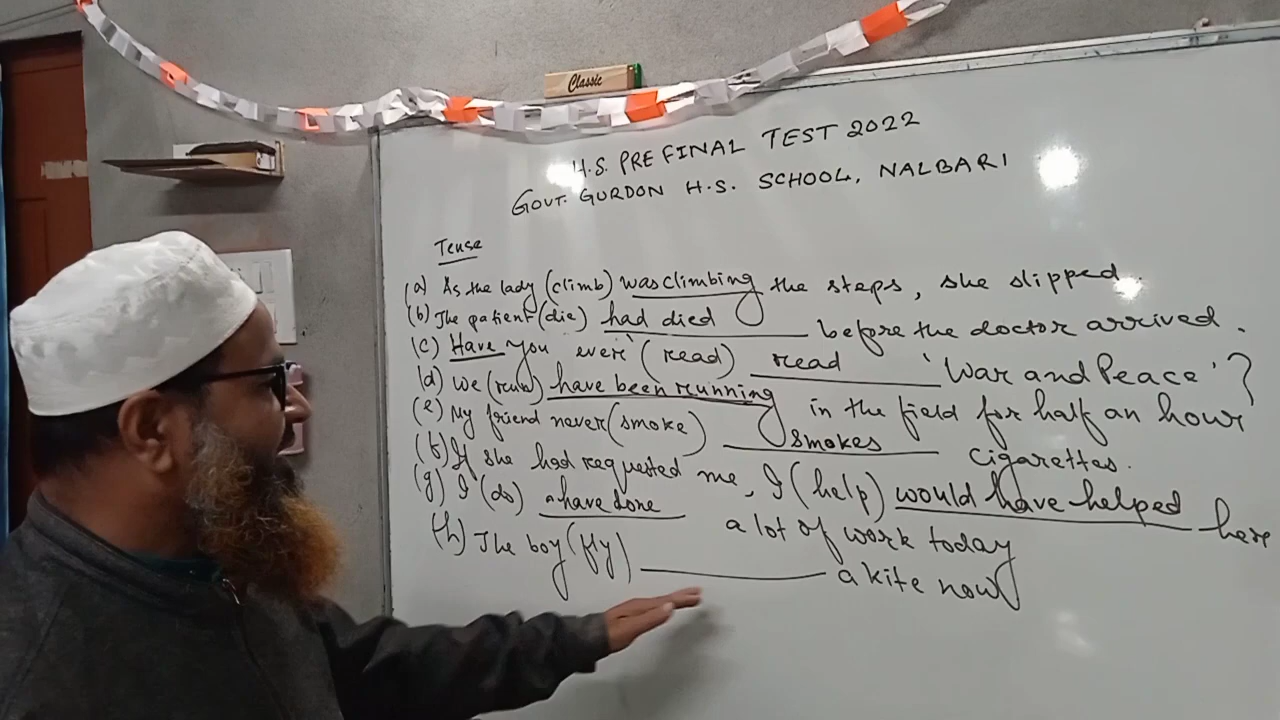 Classic
H.S. PRE FINAL TEST 2022
GOVT. GURDON H.S. SCHOOL, NALBARI
Tense
(a) As the lady (climb) was climbing the steps, she slipped.
(b) The patient (die) had died before the doctor arrived.
(c) Have you ever (read) read 'War and Peace'?
(d) We (run) have been running in the field for half an hour
(e) My friend never (smoke) smokes cigarettes.
(f) If she had requested me, I (help) would have helped here
(g) I (do) have done a lot of work today
(h) The boy (fly) a kite now